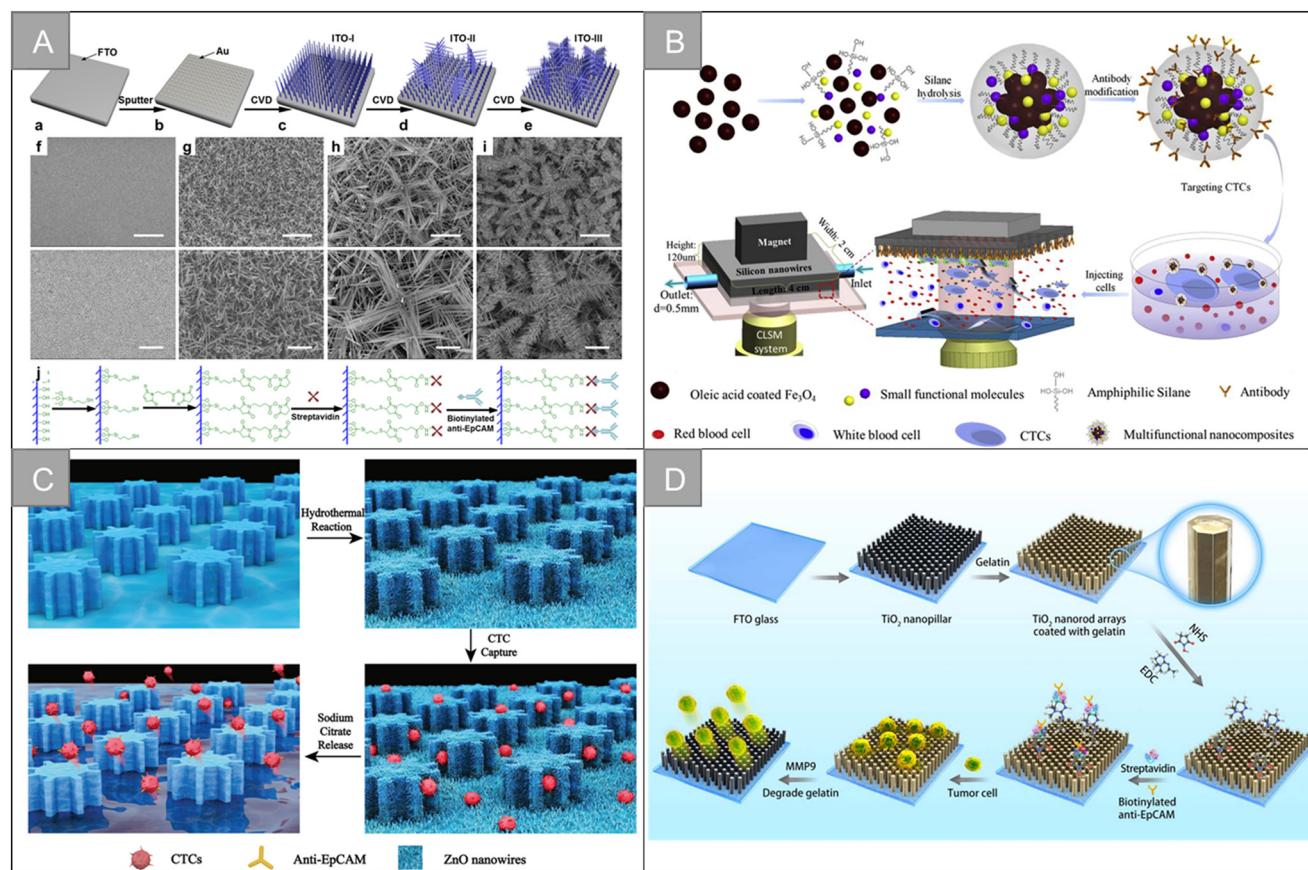 A
FTO
Au
ITO-I
ITO-II
ITO-III
Sputter
CVD
CVD
CVD
a
b
c
d
e
f
g
h
i
j
Streptavidin
Biotinylated
anti-EpCAM
B
Silane
hydrolysis
Antibody
modification
Targeting CTCs
Height:
120um
Magnet
Width: 2 cm
Silicon nanowires
Length: 4 cm
Inlet
Outlet:
d=0.5mm
CLSM
system
Injecting
cells
Oleic acid coated Fe₃O₄
Small functional molecules
Amphiphilic Silane
Antibody
Red blood cell
White blood cell
CTCs
Multifunctional nanocomposites
C
Hydrothermal
Reaction
CTC
Capture
Sodium
Citrate
Release
CTCs
Anti-EpCAM
ZnO nanowires
D
Gelatin
FTO glass
TiO₂ nanopillar
TiO₂ nanorod arrays
coated with gelatin
NHS
EDC
MMP9
Degrade gelatin
Tumor cell
Streptavidin
Biotinylated
anti-EpCAM